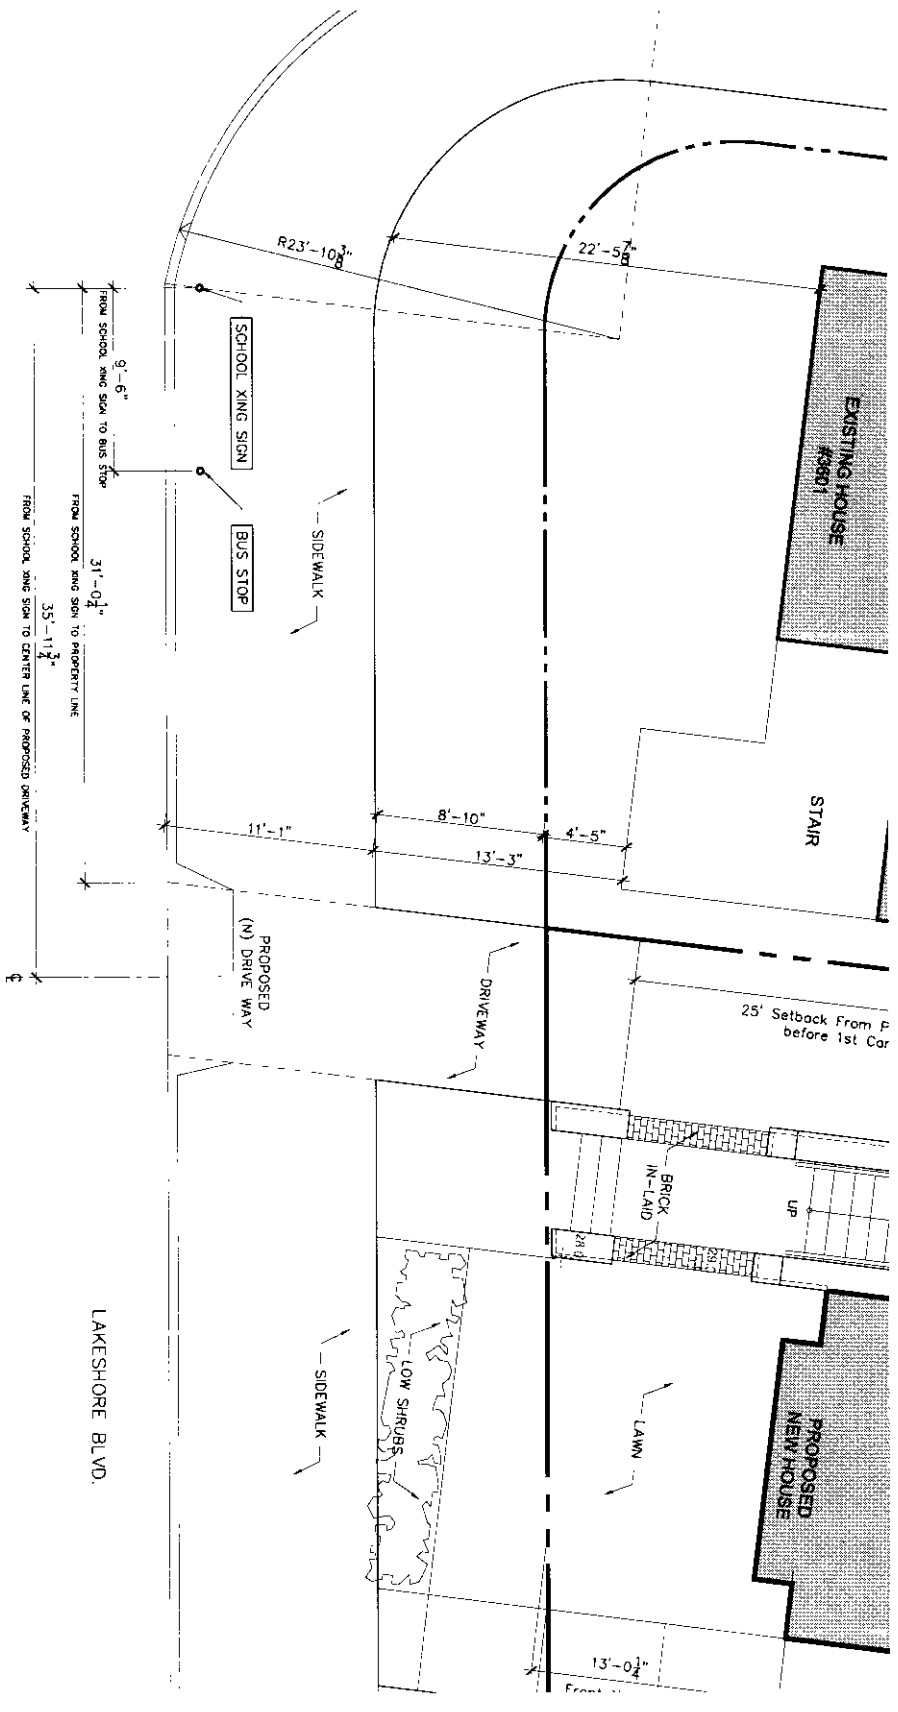 R23'-10 3/8"
22'-5 7/8"
EXISTING HOUSE
#3601
SCHOOL XING SIGN
BUS STOP
9'-6"
FROM SCHOOL XING SIGN TO BUS STOP
31'-0 1/4"
FROM SCHOOL XING SIGN TO PROPERTY LINE
35'-11 3/4"
FROM SCHOOL XING SIGN TO CENTER LINE OF PROPOSED DRIVEWAY
SIDEWALK
STAIR
11'-1"
8'-10"
4'-5"
13'-3"
PROPOSED
(N) DRIVE WAY
DRIVEWAY
25' Setback From P
before 1st Car
BRICK
IN-LAID
UP
LAKESHORE BLVD.
SIDEWALK
LOW SHRUBS
LAWN
PROPOSED
NEW HOUSE
13'-0 1/4"